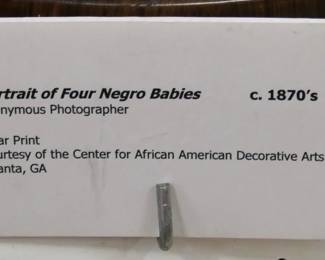 rtrait of Four Negro Babies c. 1870's
nymous Photographer
ar Print
urtesy of the Center for African American Decorative Arts
anta, GA